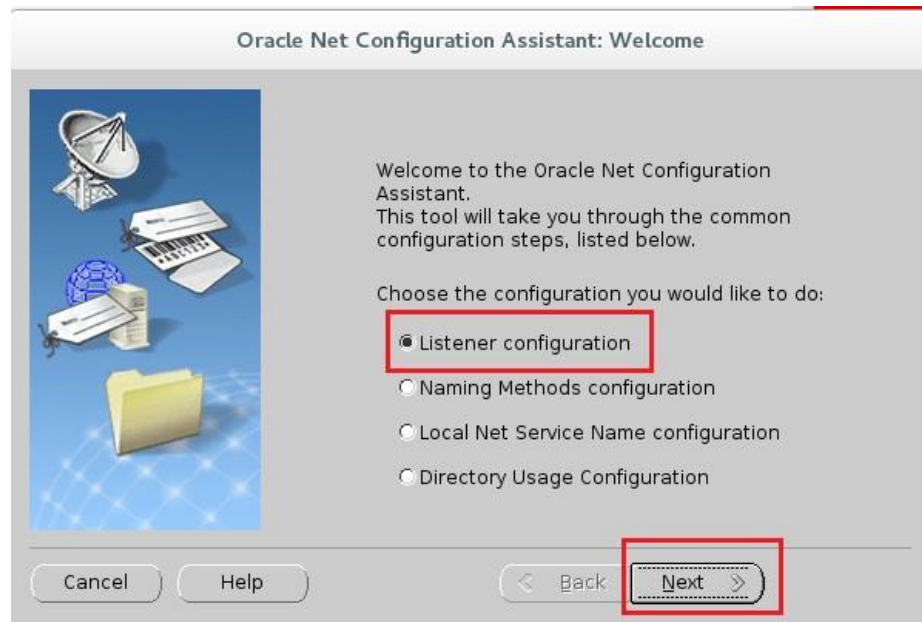 Oracle Net Configuration Assistant: Welcome
Welcome to the Oracle Net Configuration
Assistant.
This tool will take you through the common
configuration steps, listed below.
Choose the configuration you would like to do:
Listener configuration
Naming Methods configuration
Local Net Service Name configuration
Directory Usage Configuration
Cancel
Help
Back
Next